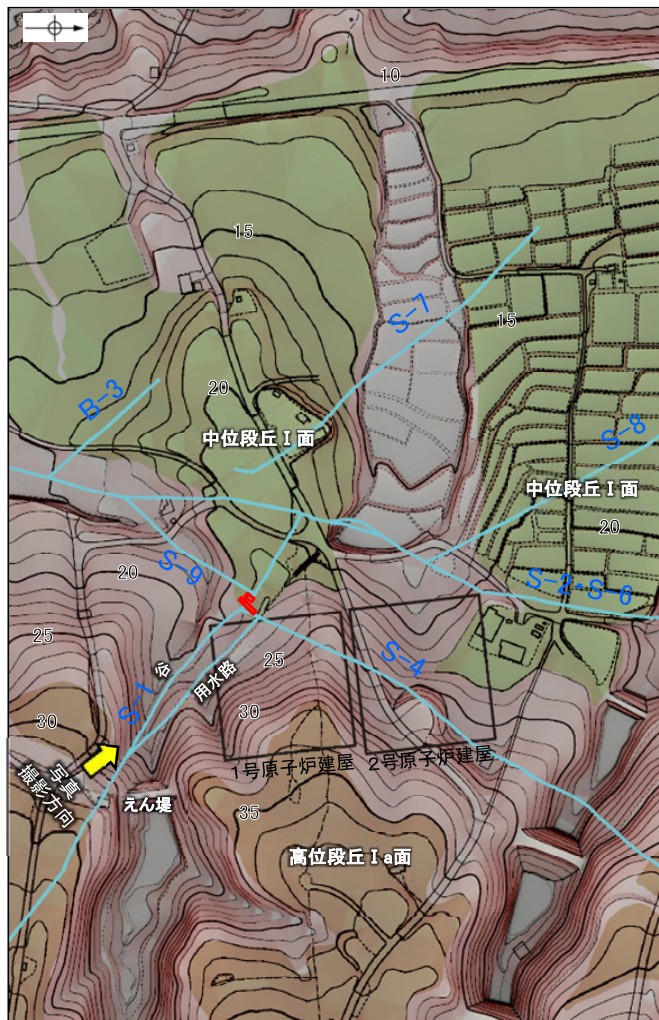 10
15
S-7
15
20
B-3
中位段丘Ⅰ面
S-8
中位段丘Ⅰ面
20
20
S-9
S-2・S-6
25
谷
25
S-4
用水路
S-1
30
30
1号原子炉建屋
2号原子炉建屋
写真
撮影方向
えん堤
35
高位段丘Ⅰa面